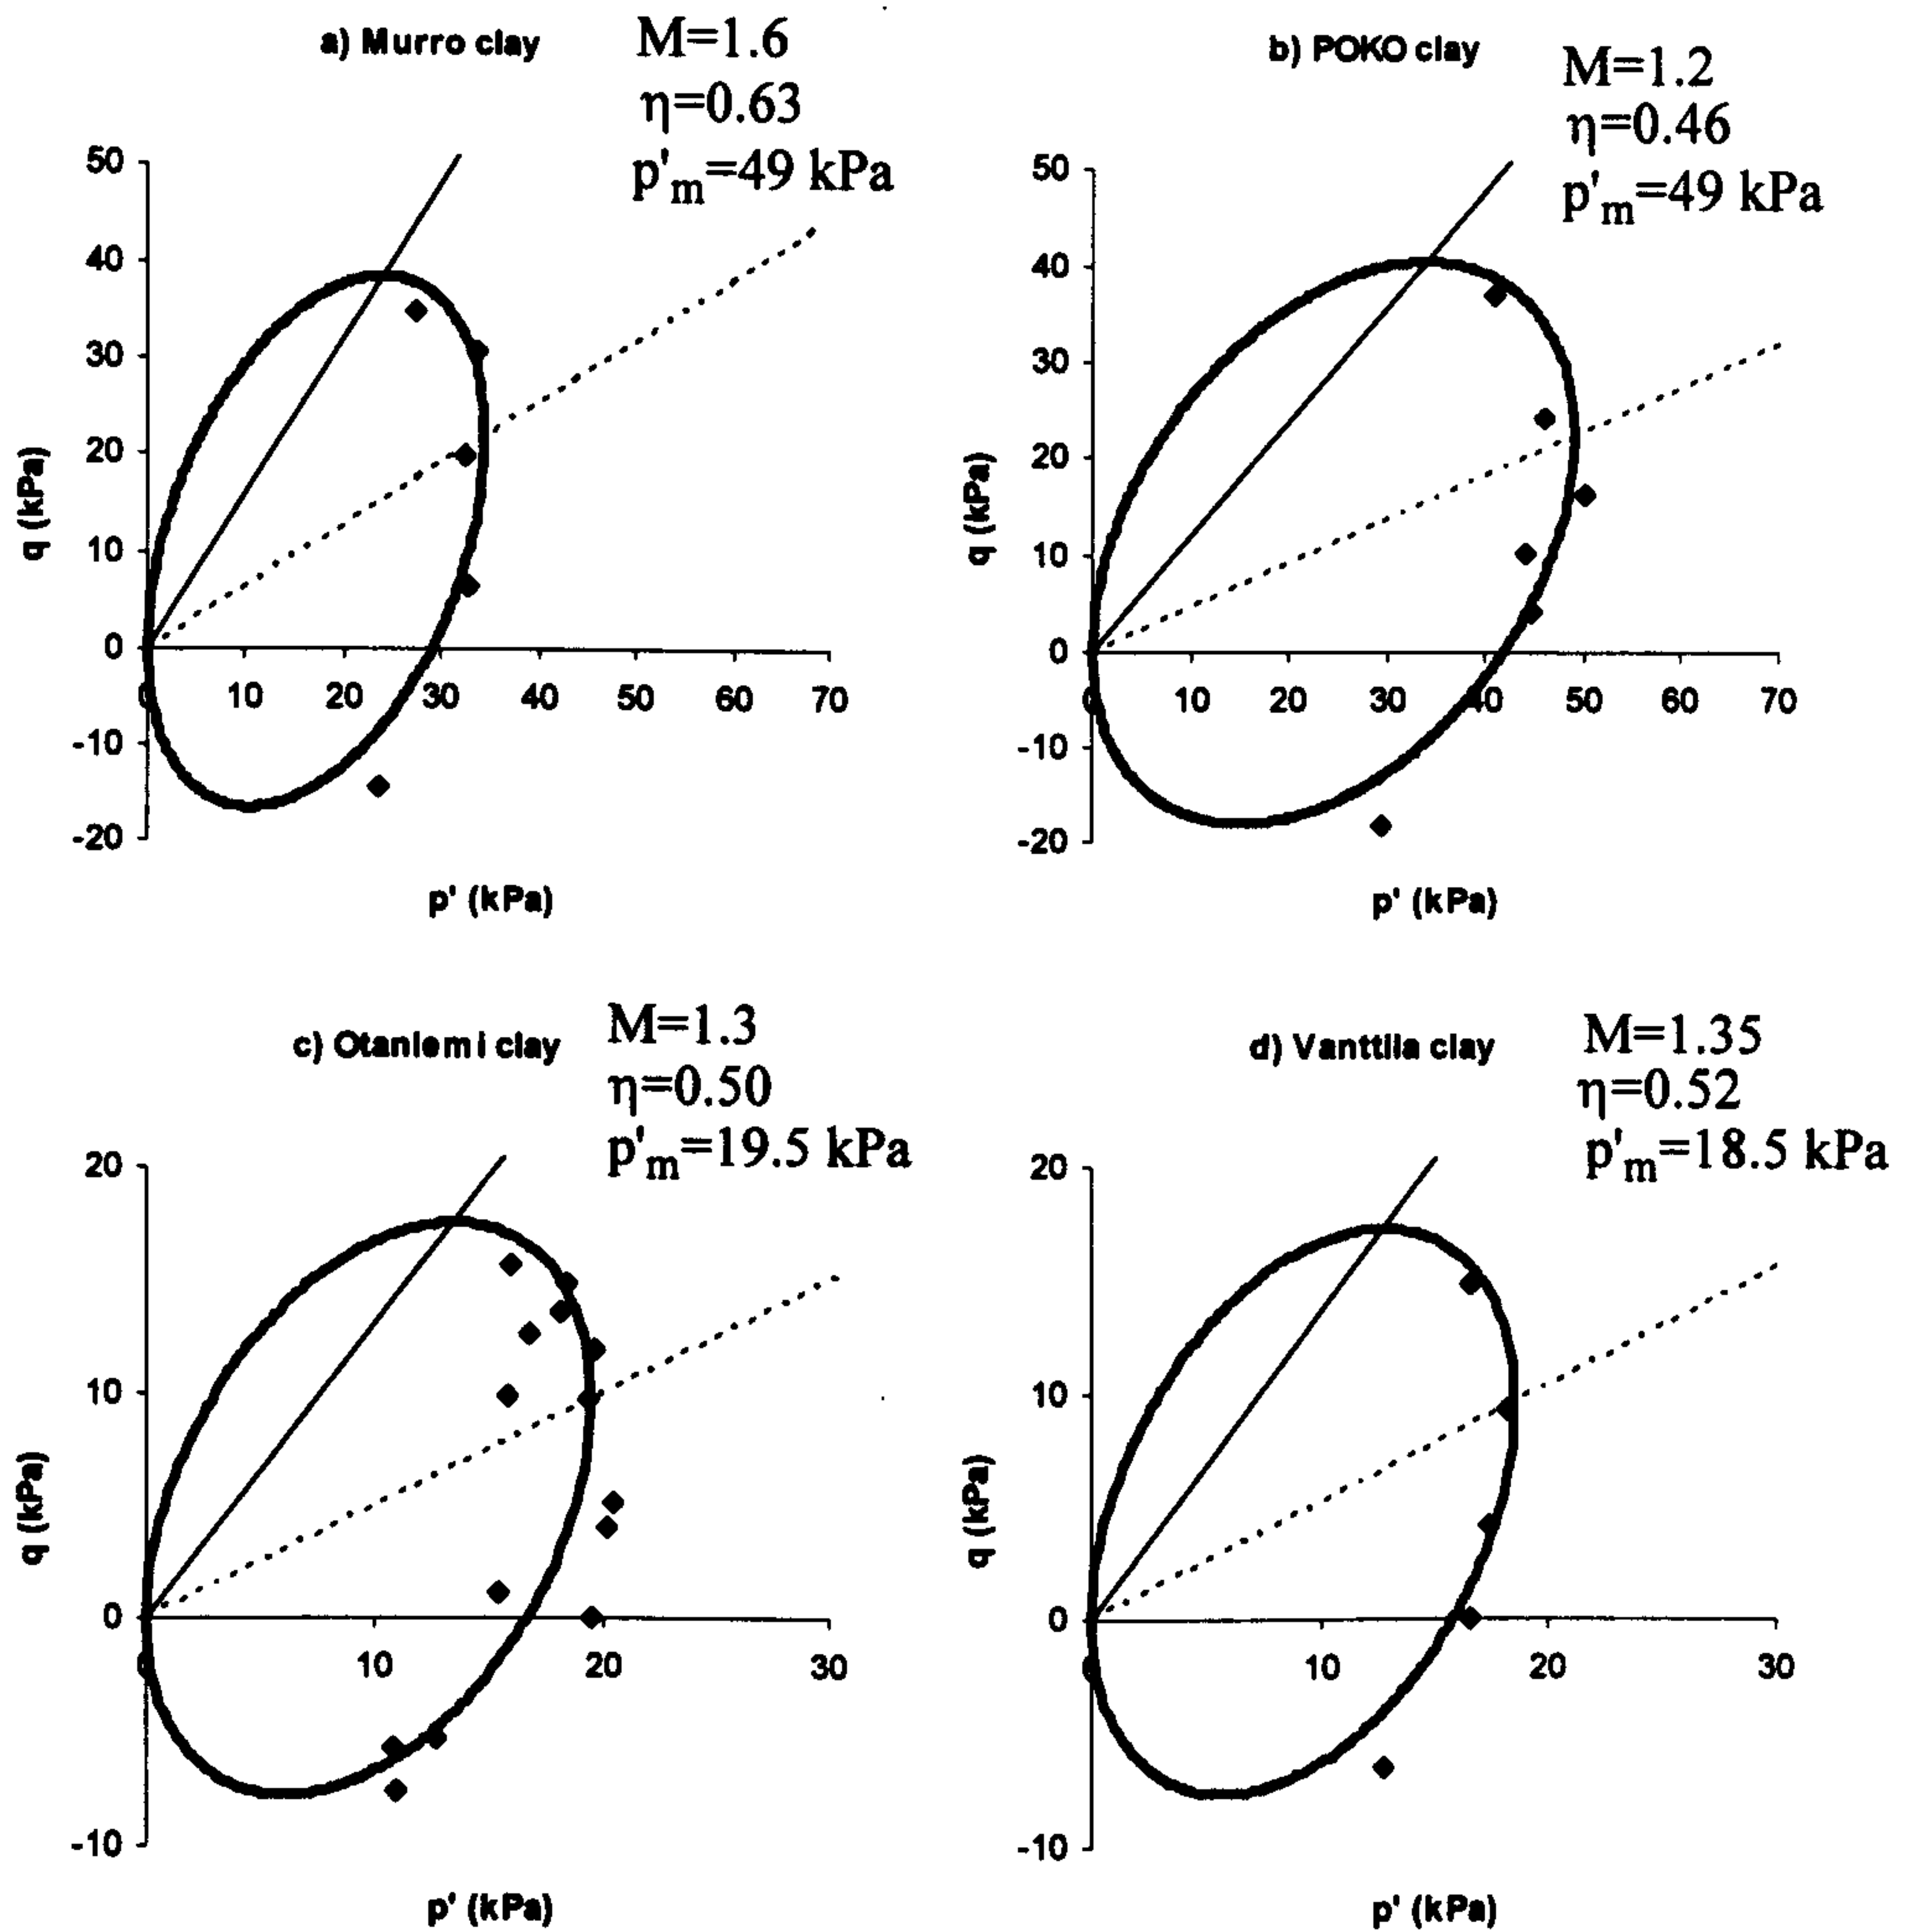 a) Murro clay
M=1.6
η=0.63
p'm=49 kPa
50
40
30
20
10
0
-10
-20
q (kPa)
0 10 20 30 40 50 60 70
p' (kPa)
b) POKO clay
M=1.2
η=0.46
p'm=49 kPa
50
40
30
20
10
0
-10
-20
q (kPa)
0 10 20 30 40 50 60 70
p' (kPa)
c) Otaniemi clay
M=1.3
η=0.50
p'm=19.5 kPa
20
10
0
-10
q (kPa)
0 10 20 30
p' (kPa)
d) Vanttila clay
M=1.35
η=0.52
p'm=18.5 kPa
20
10
0
-10
q (kPa)
0 10 20 30
p' (kPa)